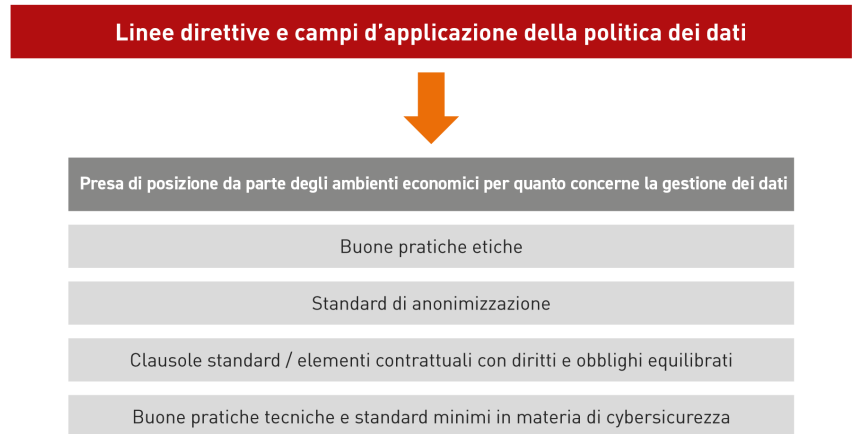 Linee direttive e campi d'applicazione della politica dei dati
Presa di posizione da parte degli ambienti economici per quanto concerne la gestione dei dati
Buone pratiche etiche
Standard di anonimizzazione
Clausole standard / elementi contrattuali con diritti e obblighi equilibrati
Buone pratiche tecniche e standard minimi in materia di cybersicurezza